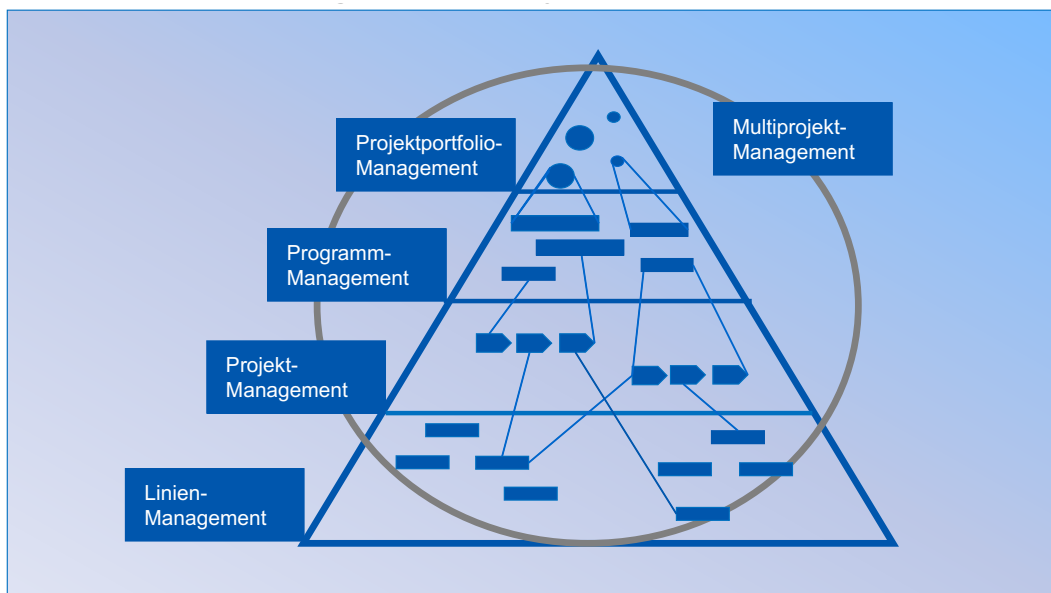 Projektportfolio-
Management
Multiprojekt-
Management
Programm-
Management
Projekt-
Management
Linien-
Management